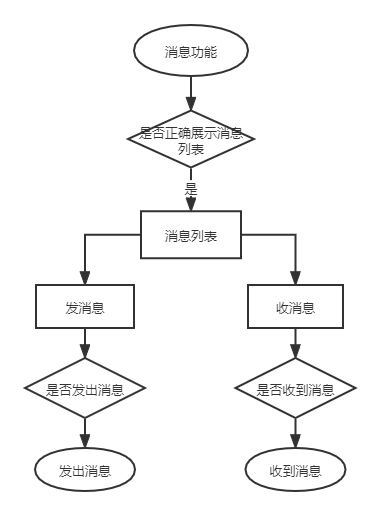 消息功能
是否正确展示消息
列表
是
消息列表
发消息
收消息
是否发出消息
是否收到消息
发出消息
收到消息